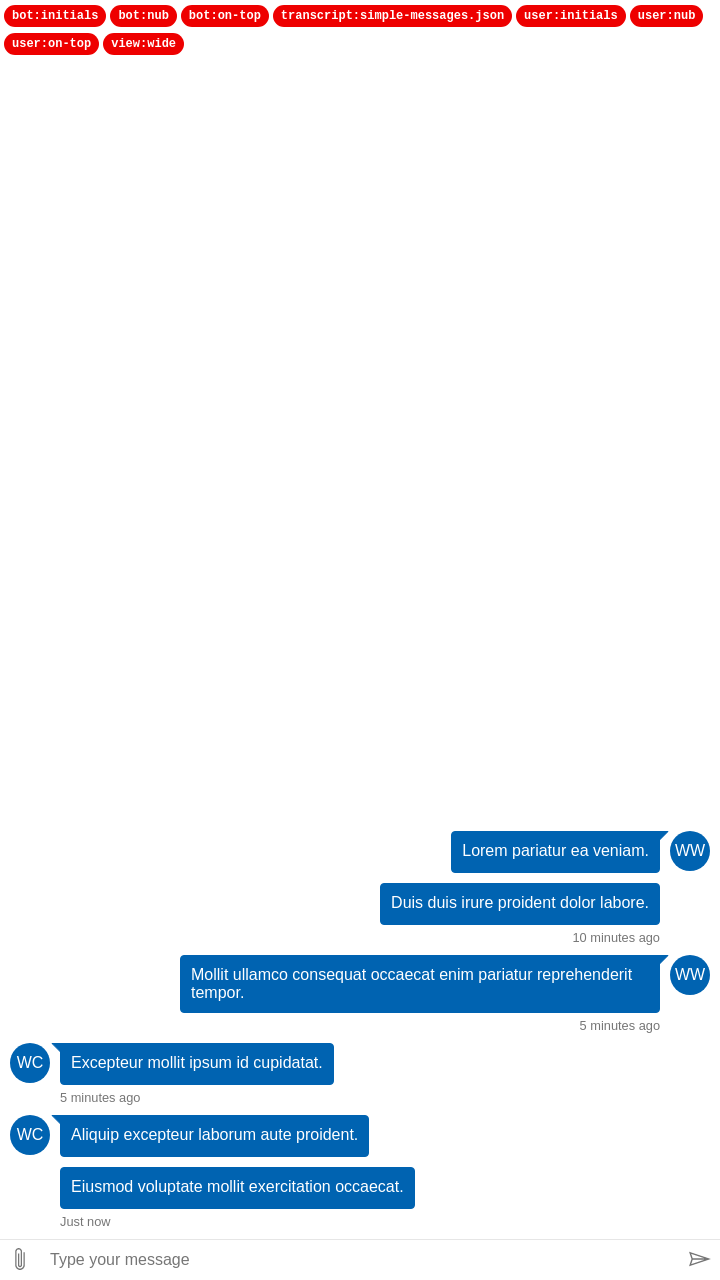 bot:initials bot:nub bot:on-top transcript:simple-messages.json user:initials user:nub
user:on-top view:wide
Lorem pariatur ea veniam. WW
Duis duis irure proident dolor labore.
10 minutes ago
Mollit ullamco consequat occaecat enim pariatur reprehenderit WW
tempor.
5 minutes ago
WC Excepteur mollit ipsum id cupidatat.
5 minutes ago
WC Aliquip excepteur laborum aute proident.
Eiusmod voluptate mollit exercitation occaecat.
Just now
Type your message